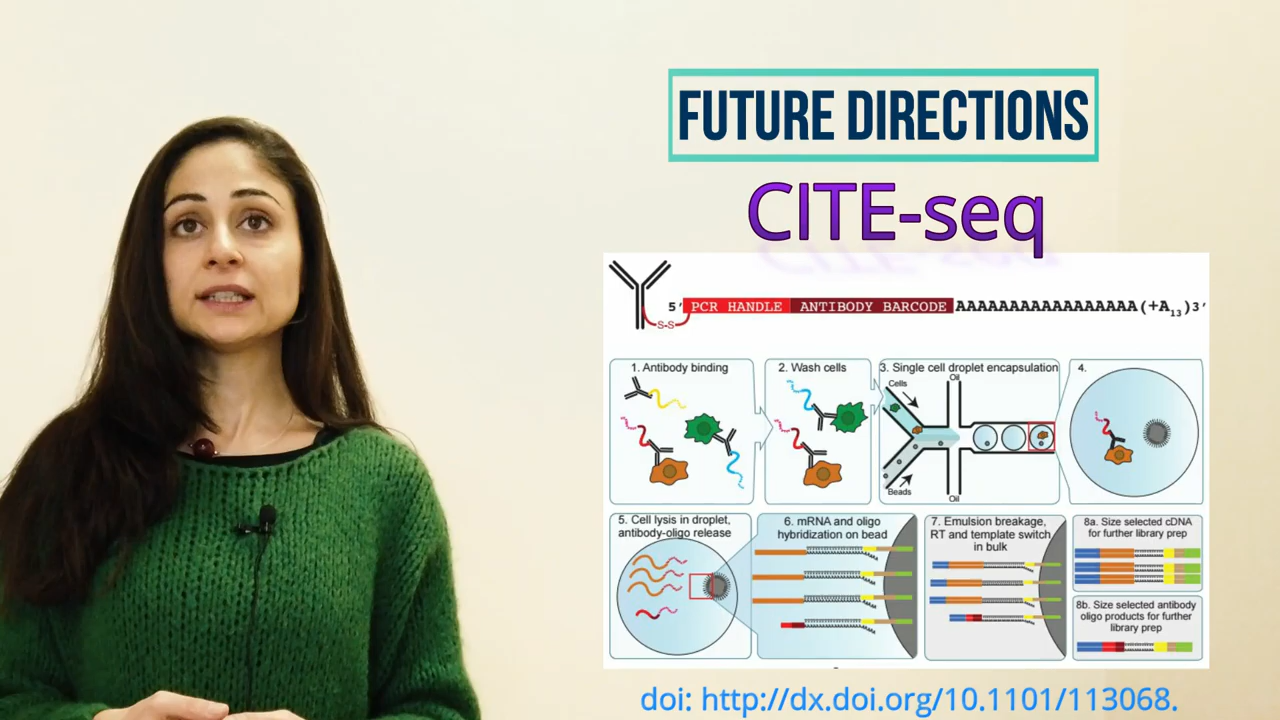 FUTURE DIRECTIONS
CITE-seq
5' PCR HANDLE ANTIBODY BARCODE AAAAAAAAAAAAAAAAA(+A13)3'
S-S
1. Antibody binding
2. Wash cells
3. Single cell droplet encapsulation
Cells
Oil
Beads
Oil
4.
5. Cell lysis in droplet,
antibody-oligo release
6. mRNA and oligo
hybridization on bead
7. Emulsion breakage,
RT and template switch
in bulk
8a. Size selected cDNA
for further library prep
8b. Size selected antibody
oligo products for further
library prep
doi: http://dx.doi.org/10.1101/113068.